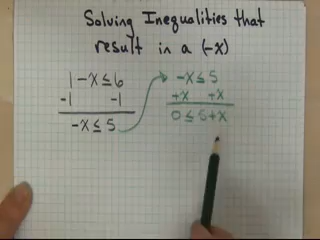 Solving Inequalities that
result in a (-x)
1 - x ≤ 6
-1 -1
-x ≤ 5
-x ≤ 5
+x +x
0 ≤ 5+x